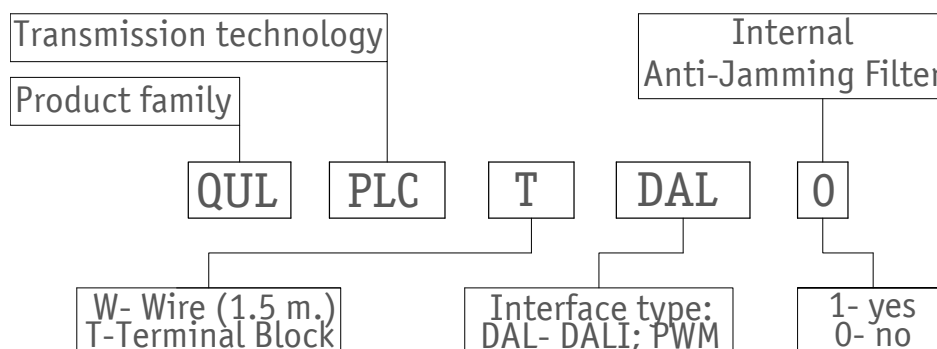 Transmission technology
Internal
Anti-Jamming Filter
Product family
QUL PLC T DAL 0
W- Wire (1.5 m.)
T-Terminal Block
Interface type:
DAL- DALI; PWM
1- yes
0- no